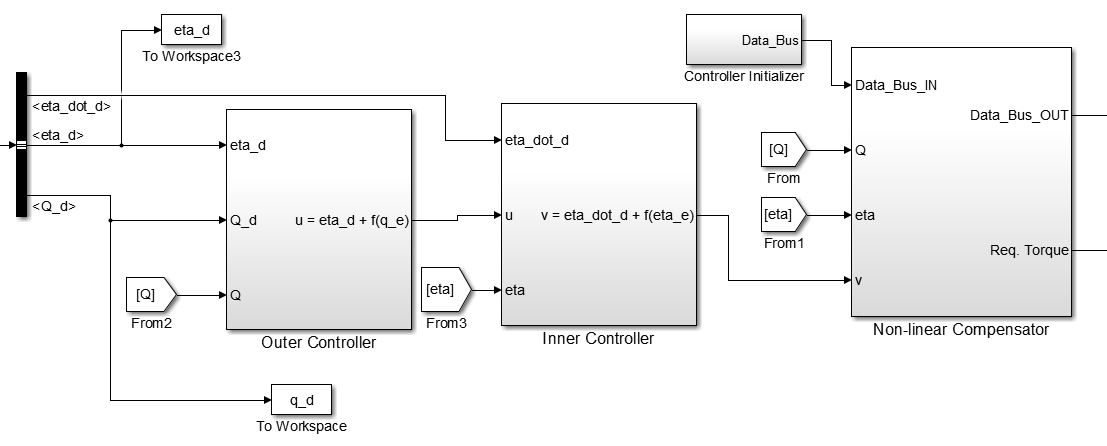 eta_d
To Workspace3
Data_Bus
Controller Initializer
<eta_dot_d>
<eta_d>
<Q_d>
eta_d
Q_d
u = eta_d + f(q_e)
Q
Outer Controller
[Q]
From2
eta_dot_d
u
v = eta_dot_d + f(eta_e)
eta
Inner Controller
[eta]
From3
Data_Bus_IN
Data_Bus_OUT
Q
eta
Req. Torque
v
Non-linear Compensator
[Q]
From
[eta]
From1
q_d
To Workspace